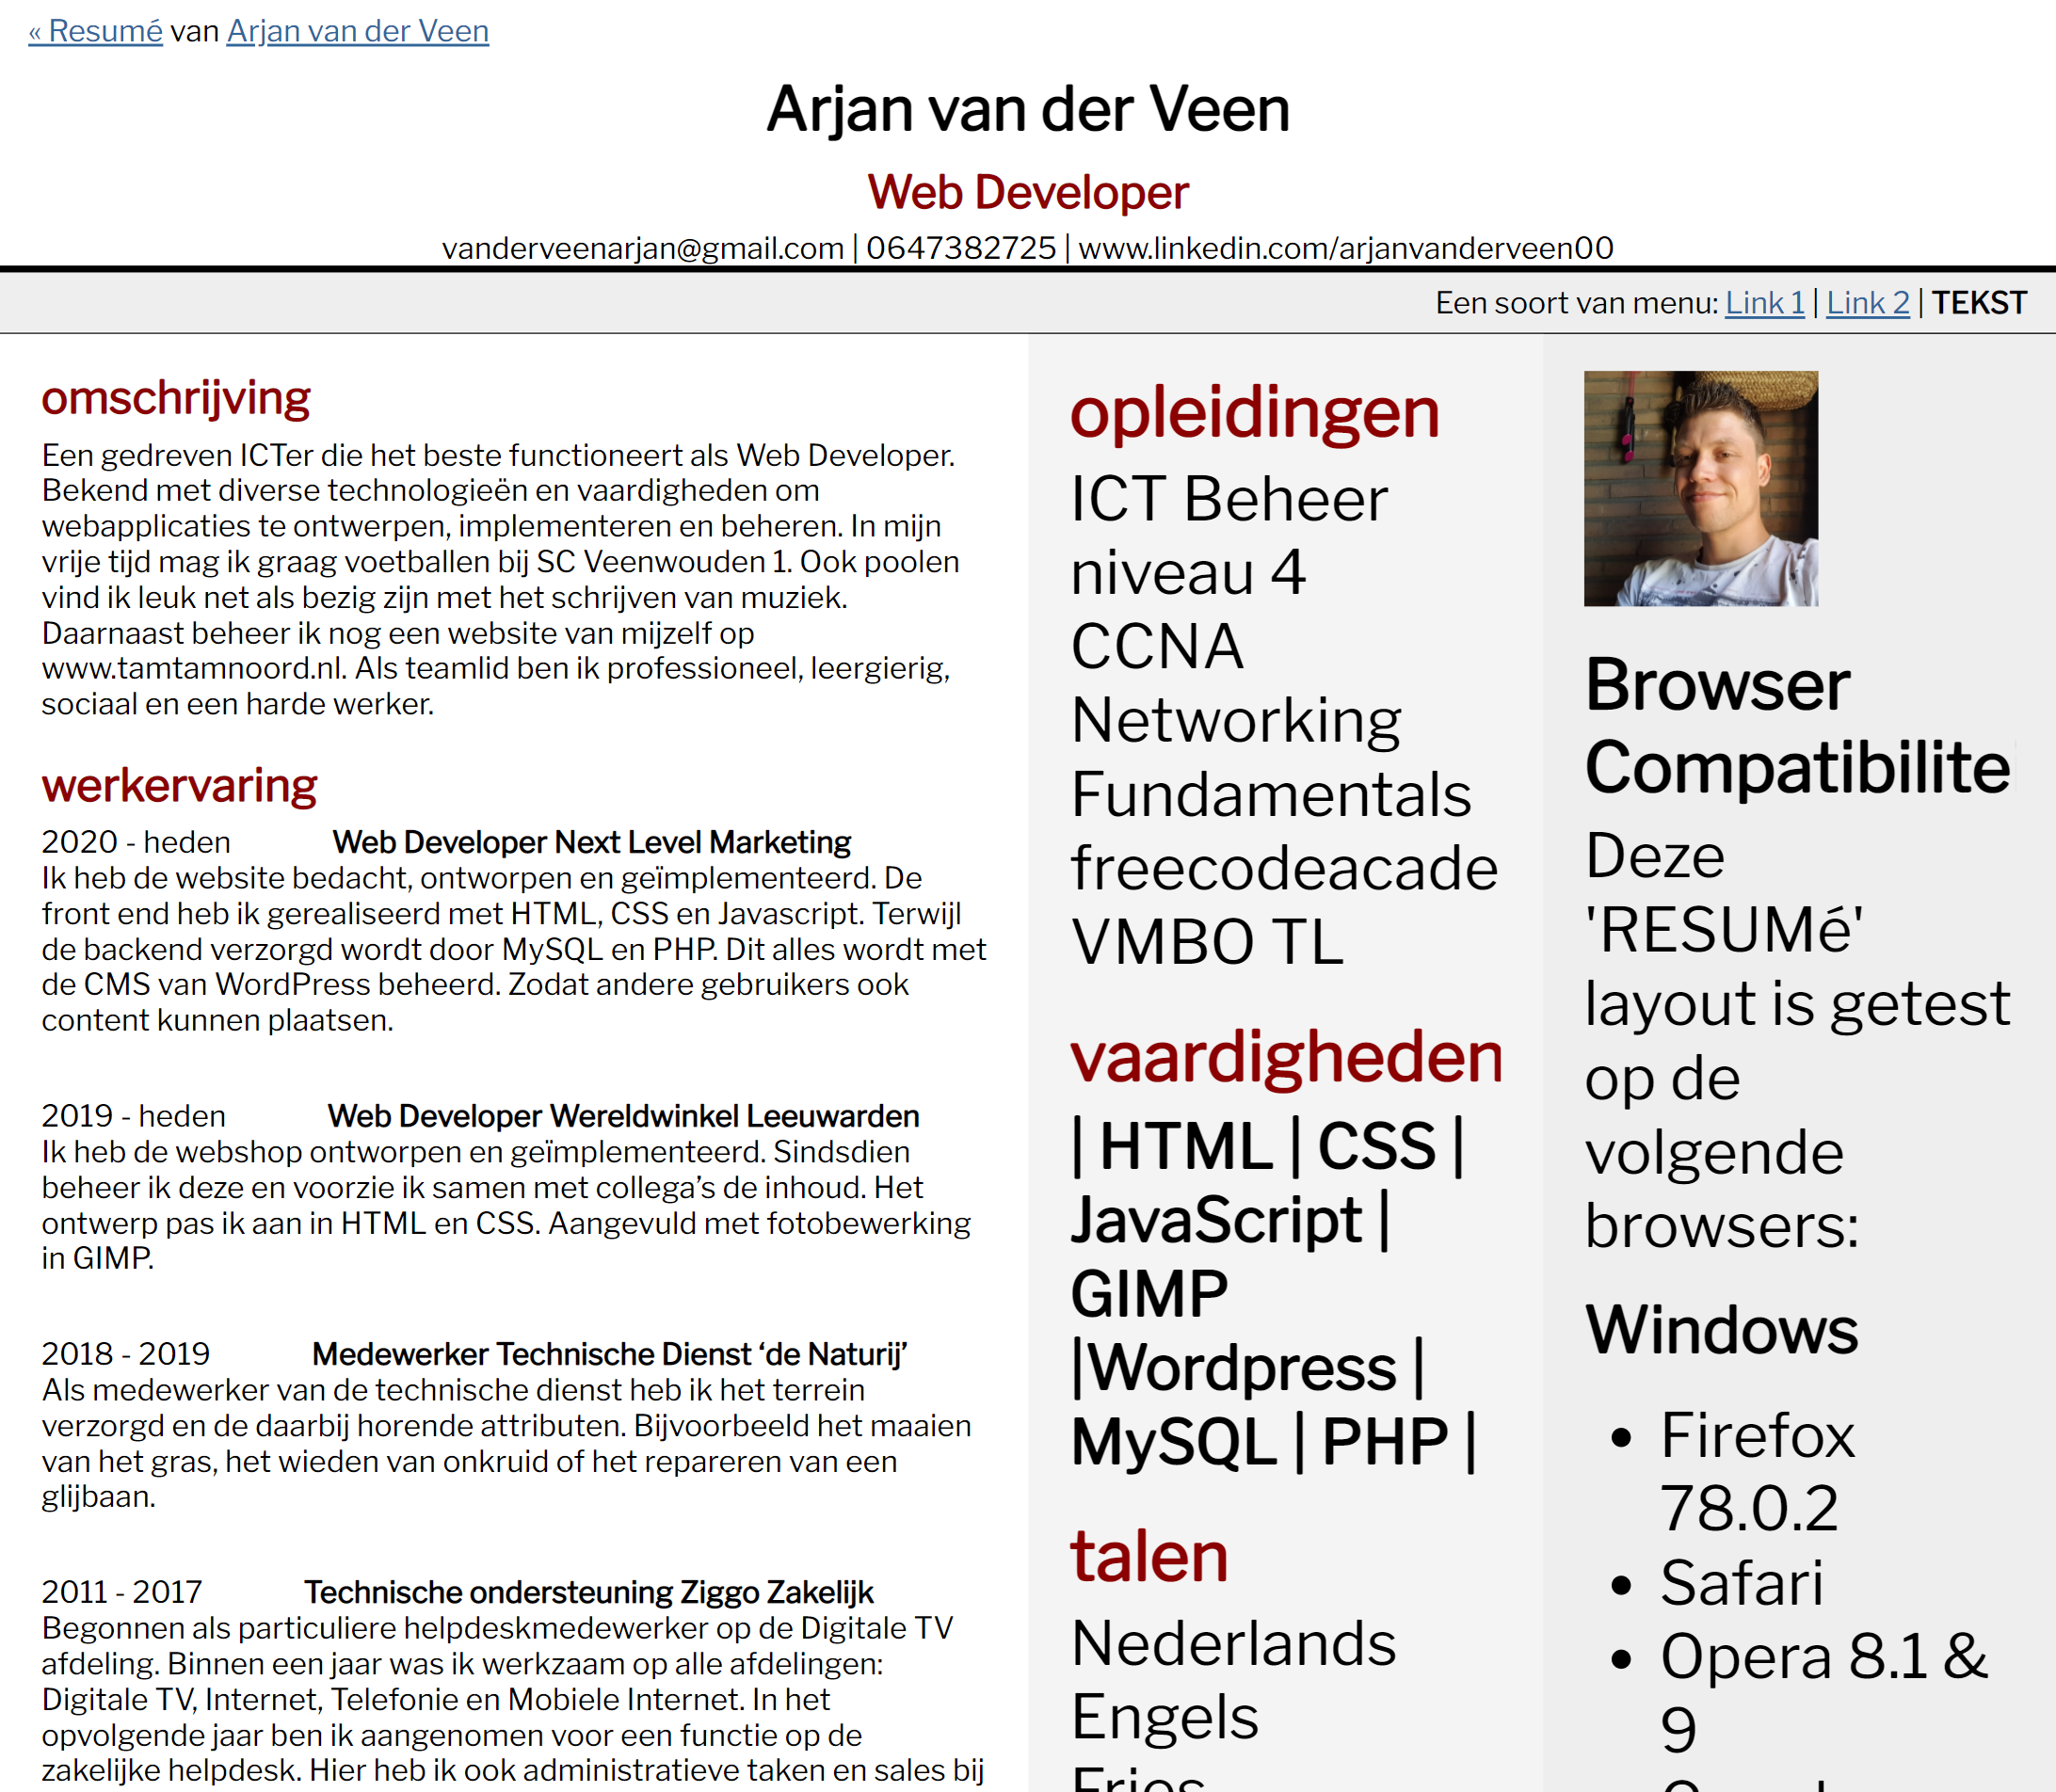 « Resumé van Arjan van der Veen
Arjan van der Veen
Web Developer
vanderveenarjan@gmail.com | 0647382725 | www.linkedin.com/arjanvanderveen00
Een soort van menu: Link 1 | Link 2 | TEKST
omschrijving
Een gedreven ICTer die het beste functioneert als Web Developer.
Bekend met diverse technologieën en vaardigheden om
webapplicaties te ontwerpen, implementeren en beheren. In mijn
vrije tijd mag ik graag voetballen bij SC Veenwouden 1. Ook poolen
vind ik leuk net als bezig zijn met het schrijven van muziek.
Daarnaast beheer ik nog een website van mijzelf op
www.tamtamnoord.nl. Als teamlid ben ik professioneel, leergierig,
sociaal en een harde werker.
werkervaring
2020 - heden Web Developer Next Level Marketing
Ik heb de website bedacht, ontworpen en geïmplementeerd. De
front end heb ik gerealiseerd met HTML, CSS en Javascript. Terwijl
de backend verzorgd wordt door MySQL en PHP. Dit alles wordt met
de CMS van WordPress beheerd. Zodat andere gebruikers ook
content kunnen plaatsen.
2019 - heden Web Developer Wereldwinkel Leeuwarden
Ik heb de webshop ontworpen en geïmplementeerd. Sindsdien
beheer ik deze en voorzie ik samen met collega’s de inhoud. Het
ontwerp pas ik aan in HTML en CSS. Aangevuld met fotobewerking
in GIMP.
2018 - 2019 Medewerker Technische Dienst ‘de Naturij’
Als medewerker van de technische dienst heb ik het terrein
verzorgd en de daarbij horende attributen. Bijvoorbeeld het maaien
van het gras, het wieden van onkruid of het repareren van een
glijbaan.
2011 - 2017 Technische ondersteuning Ziggo Zakelijk
Begonnen als particuliere helpdeskmedewerker op de Digitale TV
afdeling. Binnen een jaar was ik werkzaam op alle afdelingen:
Digitale TV, Internet, Telefonie en Mobiele Internet. In het
opvolgende jaar ben ik aangenomen voor een functie op de
zakelijke helpdesk. Hier heb ik ook administratieve taken en sales bij
opleidingen
ICT Beheer
niveau 4
CCNA
Networking
Fundamentals
freecodeacade
VMBO TL
vaardigheden
| HTML | CSS |
JavaScript |
GIMP
|Wordpress |
MySQL | PHP |
talen
Nederlands
Engels
Fries
Browser
Compatibilite
Deze
'RESUMé'
layout is getest
op de
volgende
browsers:
Windows
• Firefox
78.0.2
• Safari
• Opera 8.1 &
9